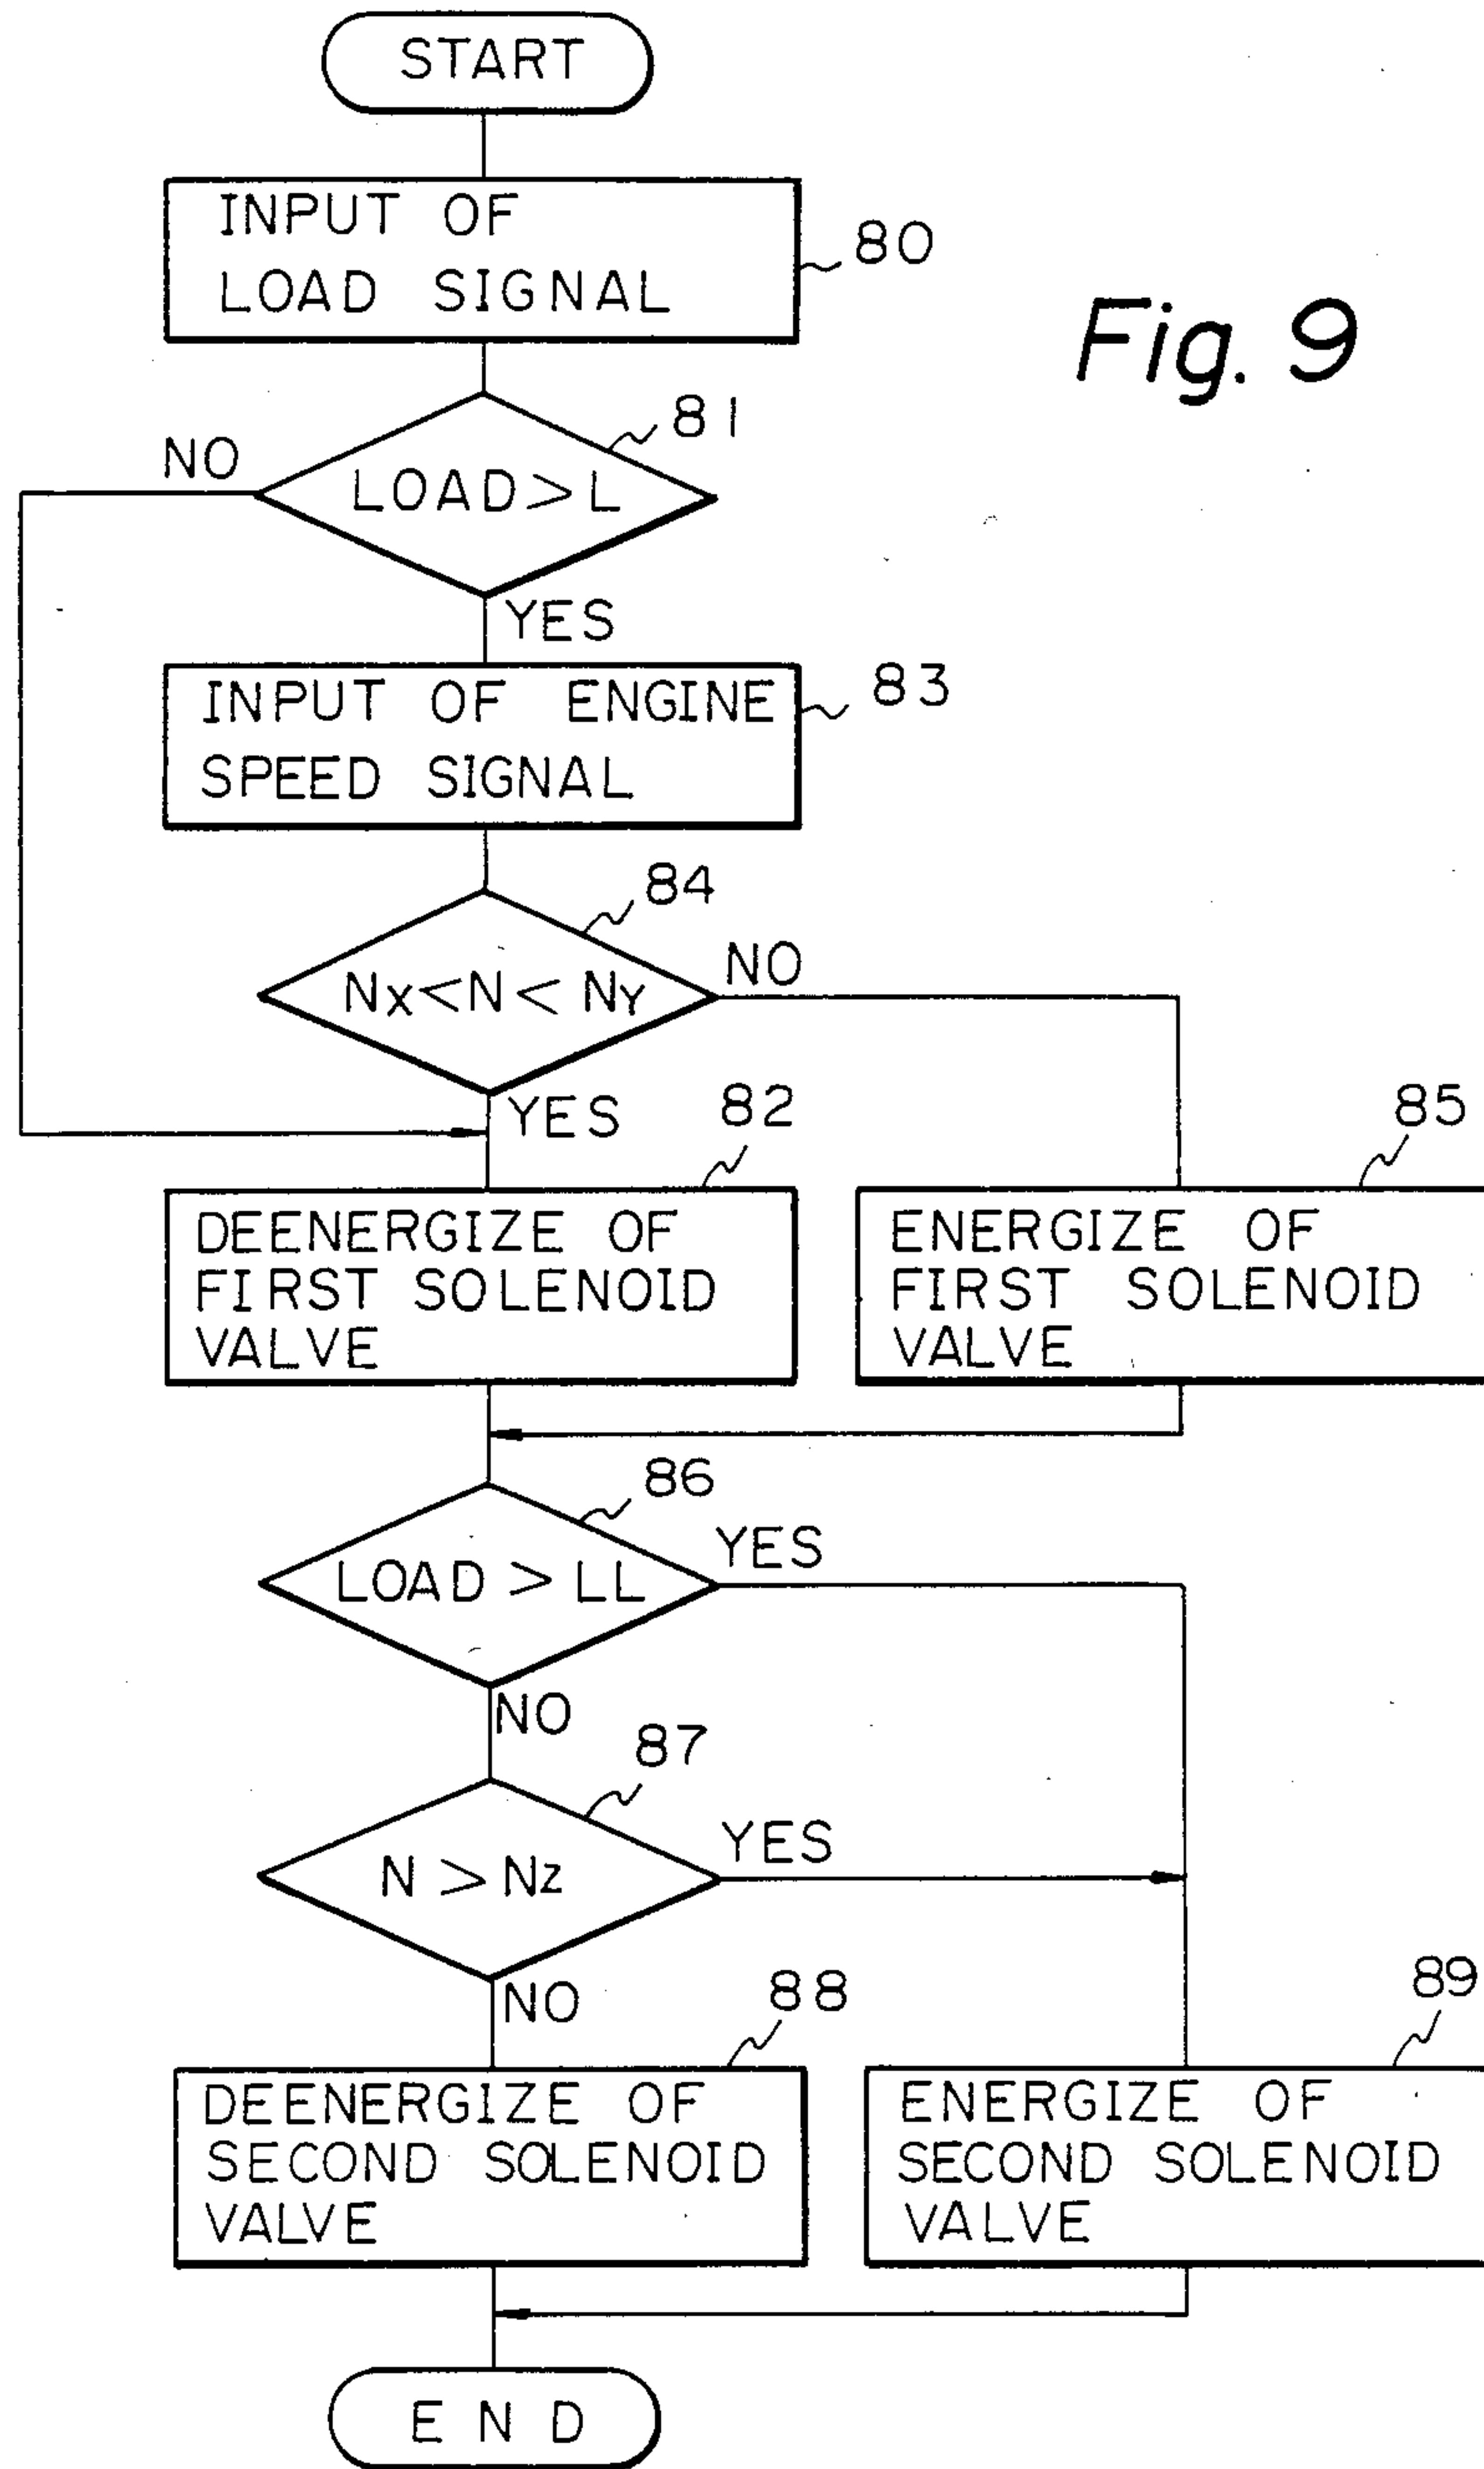 START
INPUT OF
LOAD SIGNAL
80
Fig. 9
81
NO
LOAD>L
YES
INPUT OF ENGINE
SPEED SIGNAL
83
84
NX<N<NY
NO
YES
82
85
DEENERGIZE OF
FIRST SOLENOID
VALVE
ENERGIZE OF
FIRST SOLENOID
VALVE
86
LOAD > LL
YES
NO
87
N > NZ
YES
NO
88
89
DEENERGIZE OF
SECOND SOLENOID
VALVE
ENERGIZE OF
SECOND SOLENOID
VALVE
END